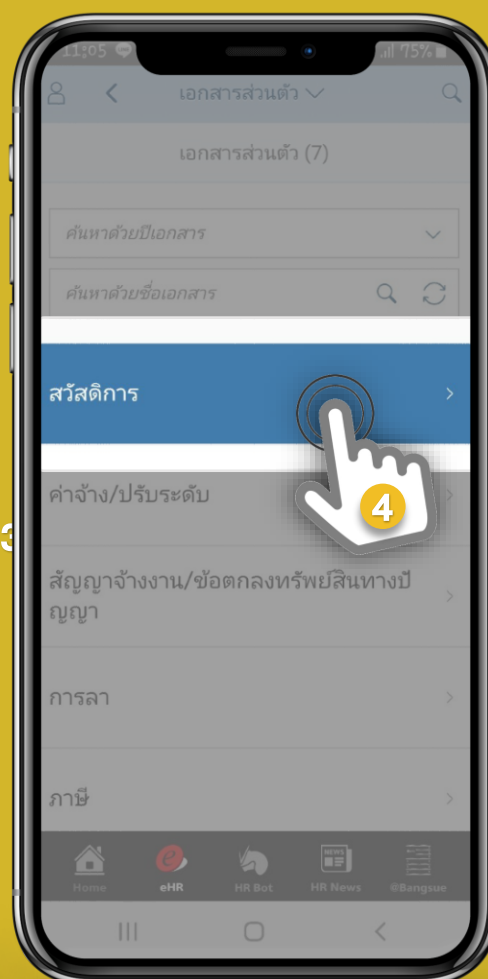 11:05 75%
เอกสารส่วนตัว
เอกสารส่วนตัว (7)
ค้นหาด้วยปีเอกสาร
ค้นหาด้วยชื่อเอกสาร
สวัสดิการ
ค่าจ้าง/ปรับระดับ
4
3
สัญญาจ้างงาน/ข้อตกลงทรัพย์สินทางปั
ญญา
การลา
ภาษี
NEWS
Home eHR HR Bot HR News @Bangsue